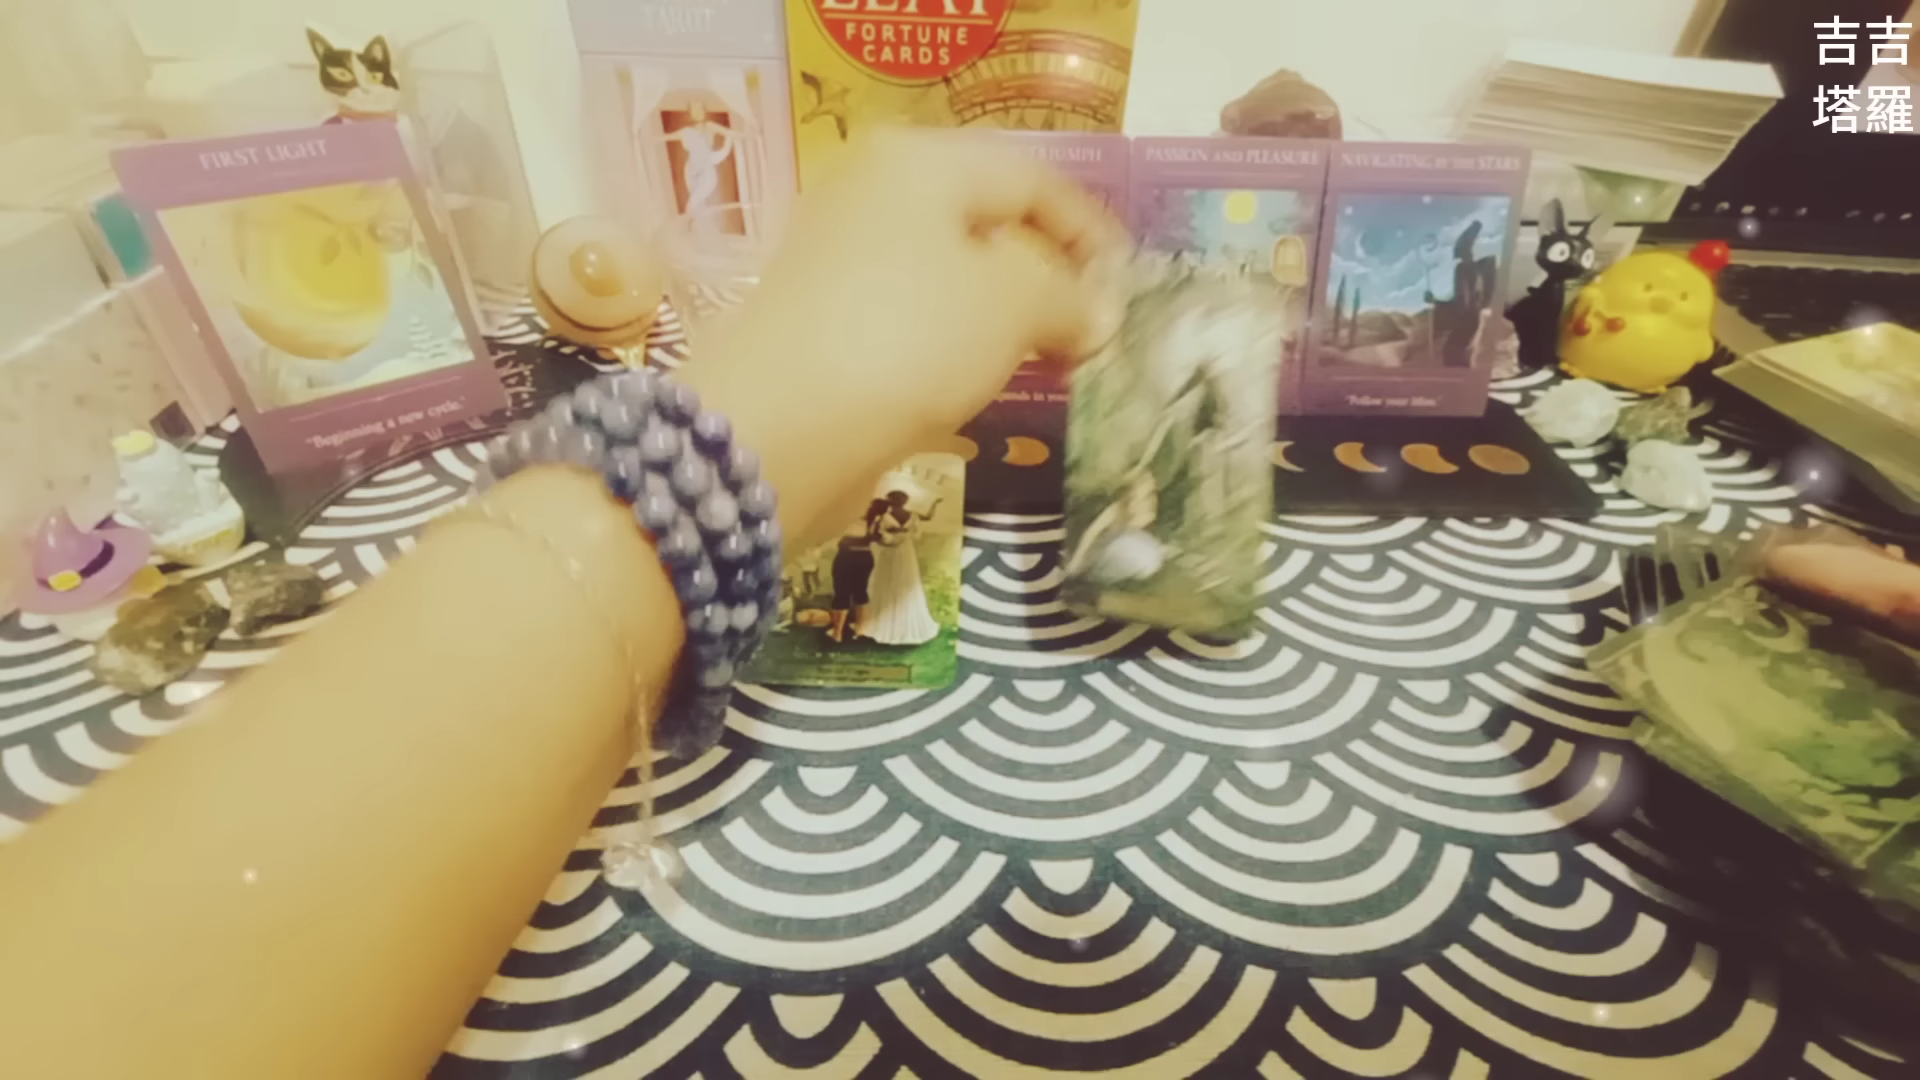 吉吉
塔羅
TAROT
FORTUNE
CARDS
FIRST LIGHT
"Beginning a new cycle."
TRIUMPH
PASSION AND PLEASURE
NAVIGATING BY THE STARS
"Follow your bliss."